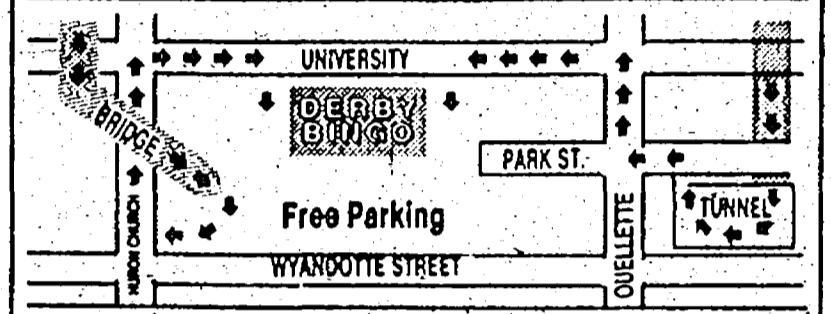 UNIVERSITY
DERBY
BINGO
BRIDGE
PARK ST.
HURON CHURCH
Free Parking
TUNNEL
OUELLETTE
WYANDOTTE STREET